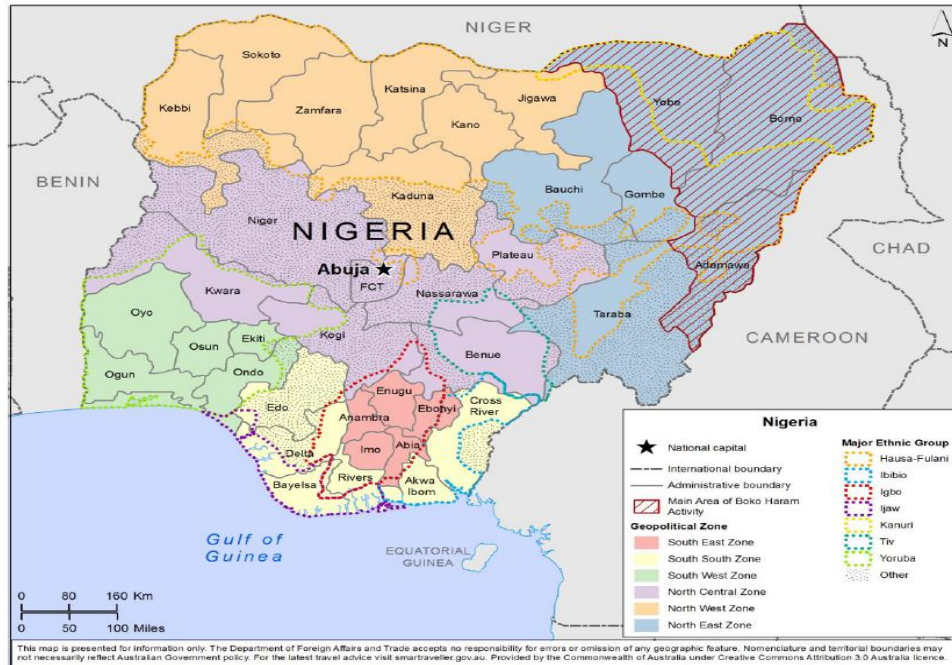 NIGER
N
Sokoto
Katsina
Kebbi
Zamfara
Jigawa
Yobe
Borno
Kano
BENIN
Bauchi
Gombe
Kaduna
Niger
NIGERIA
CHAD
Plateau
Adamawa
Abuja
FCT
Kwara
Nassarawa
Taraba
Oyo
Kogi
CAMEROON
Osun
Ekiti
Benue
Ogun
Ondo
Enugu
Cross
River
Edo
Anambra
Ebonyi
Delta
Imo
Abia
Bayelsa
Rivers
Akwa
Ibom
Gulf of
Guinea
EQUATORIAL
GUINEA
0 80 160 Km
0 50 100 Miles
Nigeria
National capital
International boundary
Administrative boundary
Main Area of Boko Haram
Activity
Geopolitical Zone
South East Zone
South South Zone
South West Zone
North Central Zone
North West Zone
North East Zone
Major Ethnic Group
Hausa-Fulani
Ibibio
Igbo
Ijaw
Kanuri
Tiv
Yoruba
Other
This map is presented for information only. The Department of Foreign Affairs and Trade accepts no responsibility for errors or omission of any geographic feature. Nomenclature and territorial boundaries may
not necessarily reflect Australian Government policy. For the latest travel advice visit smartraveller.gov.au. Provided by the Commonwealth of Australia under Creative Commons Attribution 3.0 Australia licence.